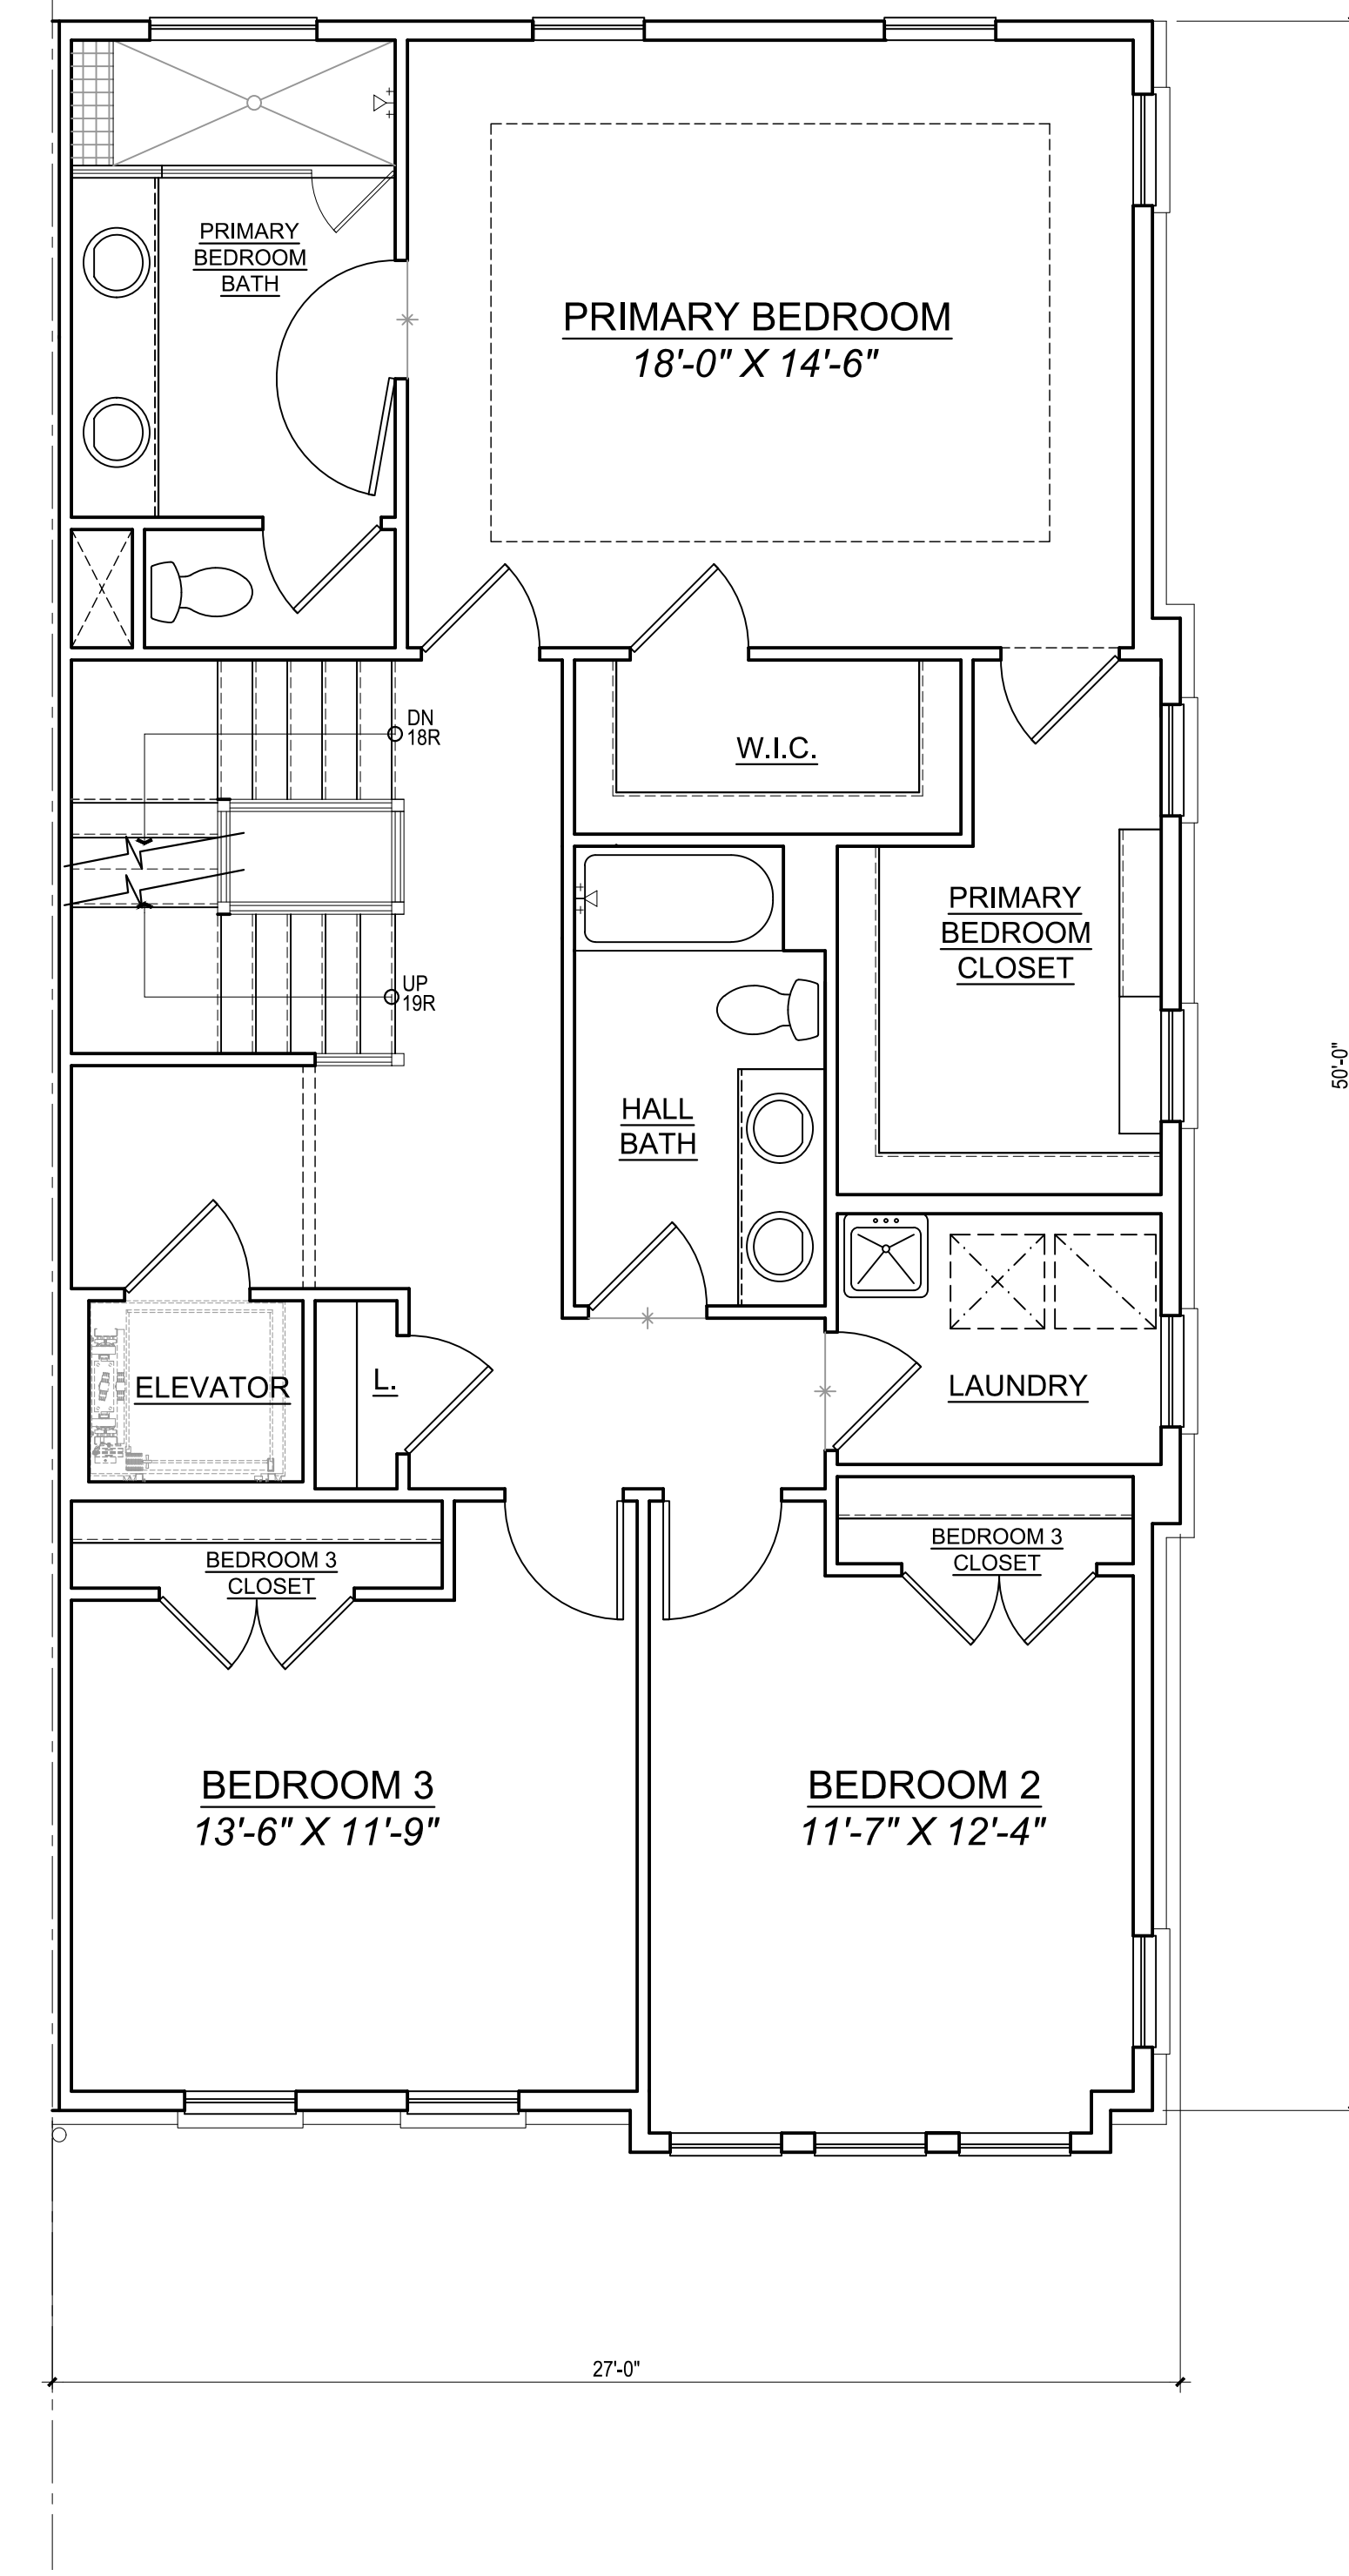 PRIMARY
BEDROOM
BATH
PRIMARY BEDROOM
18'-0" X 14'-6"
DN
18R
W.I.C.
PRIMARY
BEDROOM
CLOSET
UP
19R
50'-0"
HALL
BATH
ELEVATOR
L.
LAUNDRY
BEDROOM 3
CLOSET
BEDROOM 3
CLOSET
BEDROOM 3
13'-6" X 11'-9"
BEDROOM 2
11'-7" X 12'-4"
27'-0"